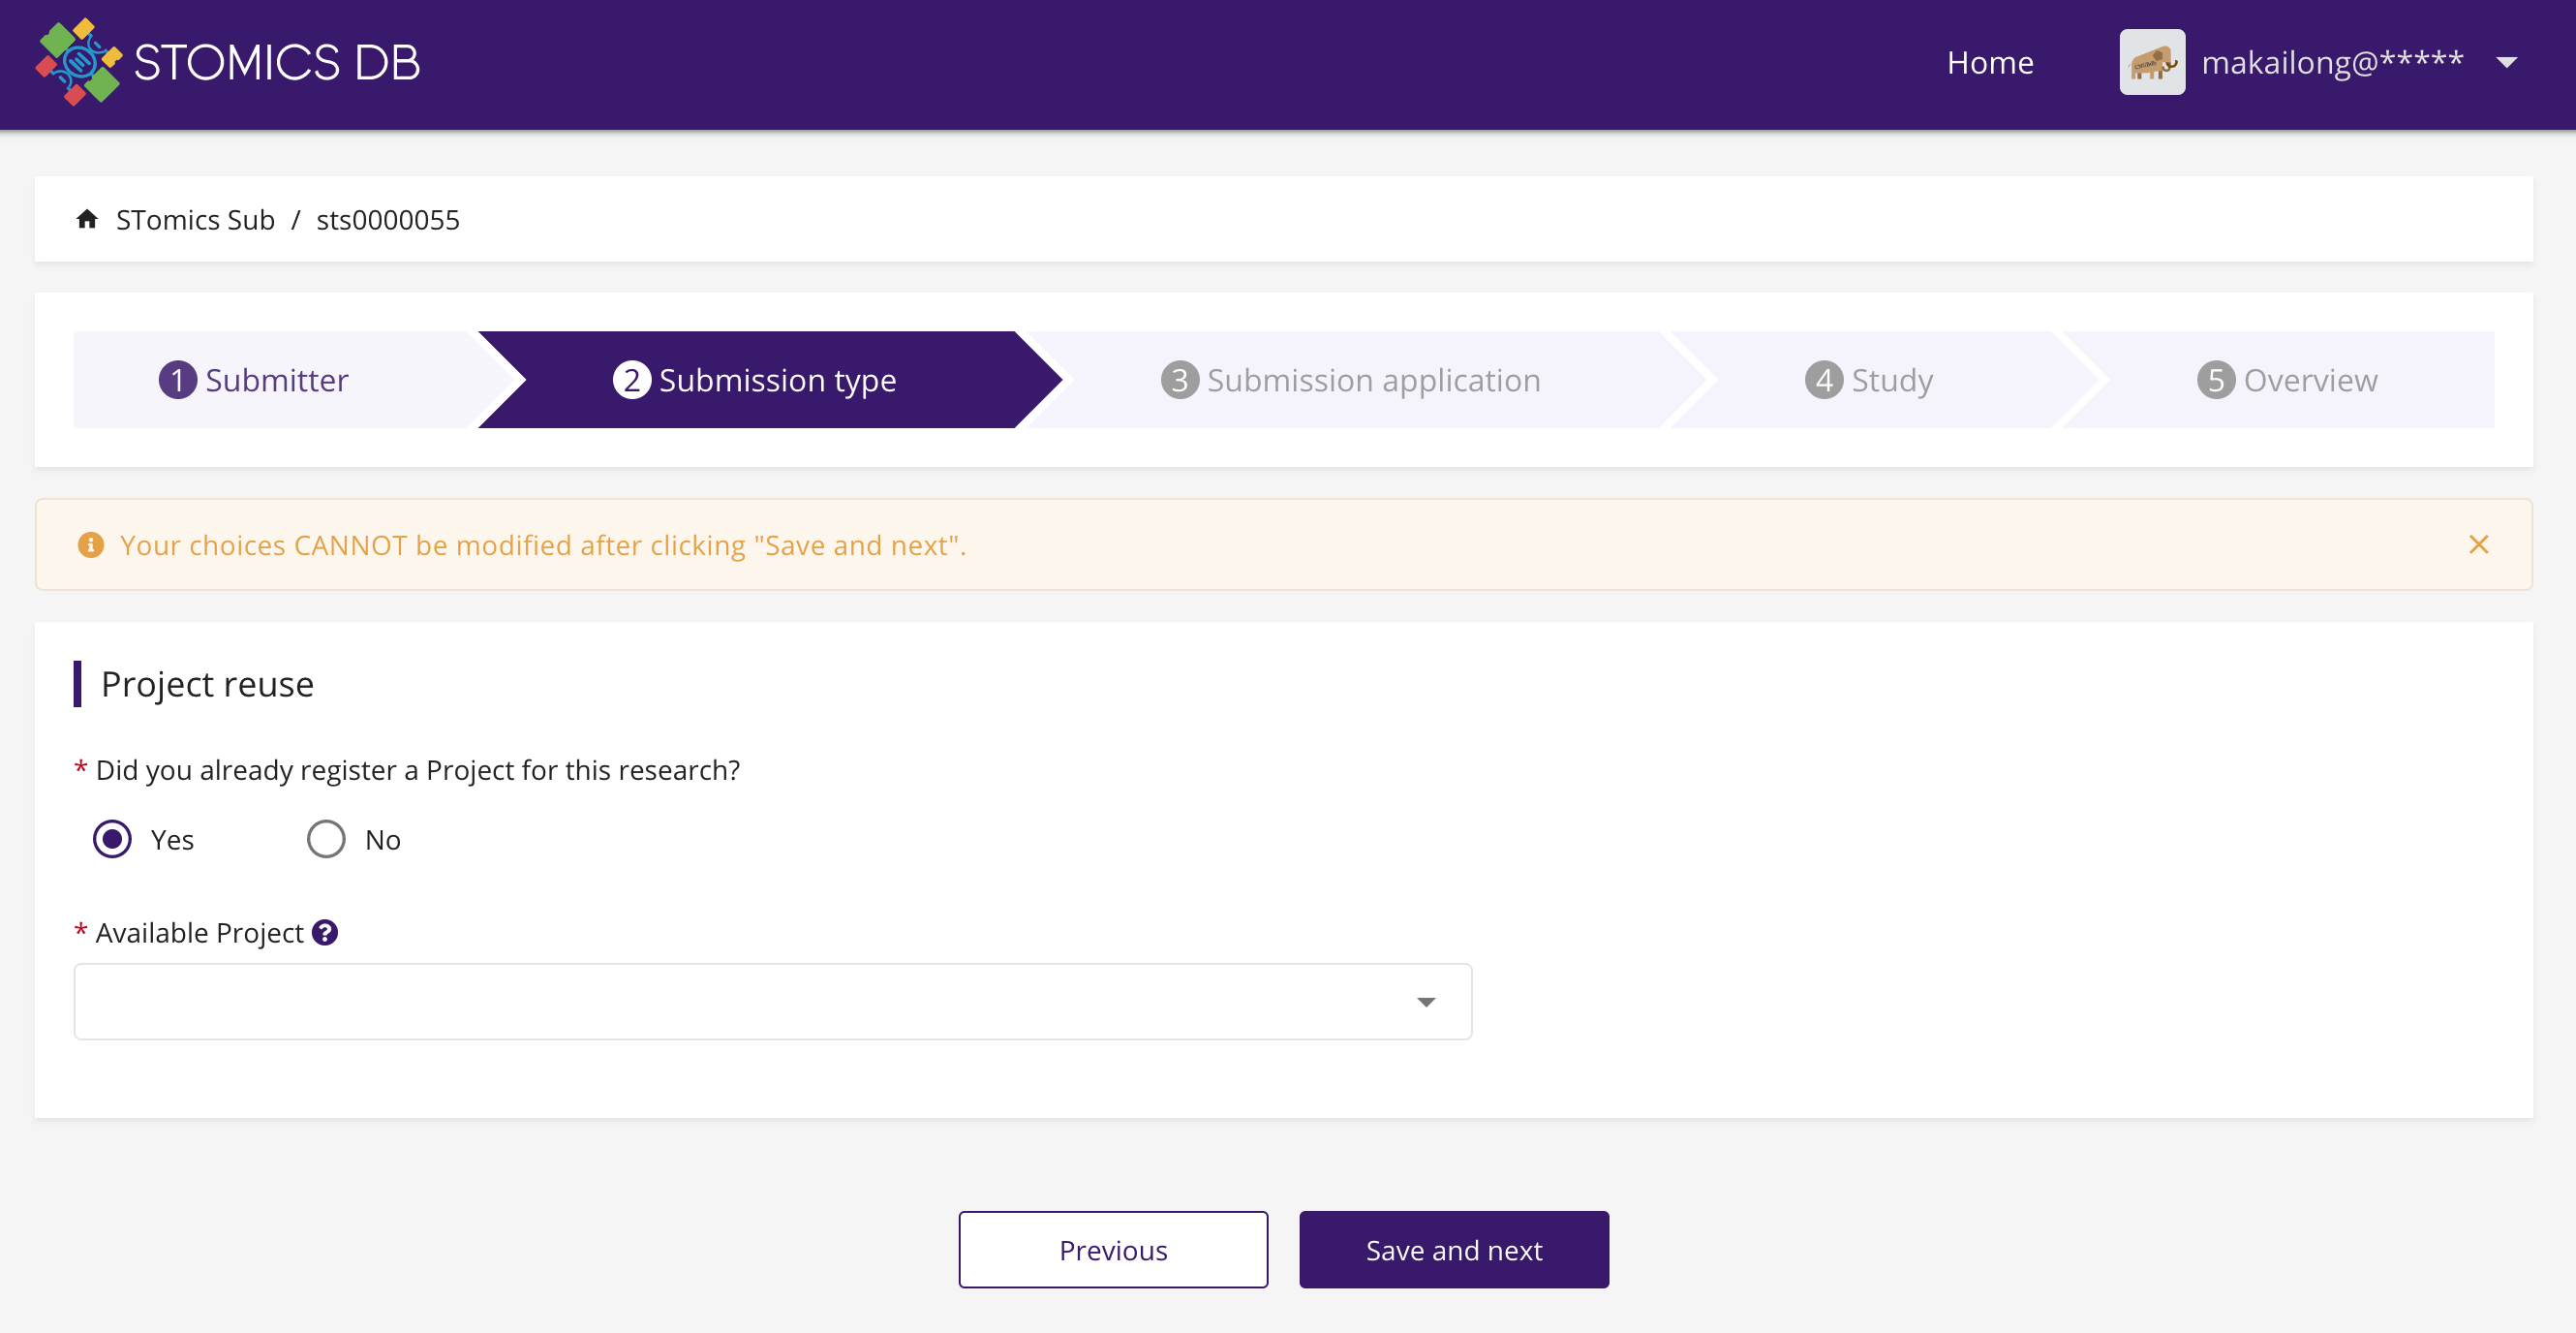 STOMICS DB
Home
makailong@*****
STomics Sub / sts0000055
1 Submitter
2 Submission type
3 Submission application
4 Study
5 Overview
Your choices CANNOT be modified after clicking "Save and next".
Project reuse
* Did you already register a Project for this research?
Yes
No
* Available Project ?
Previous
Save and next